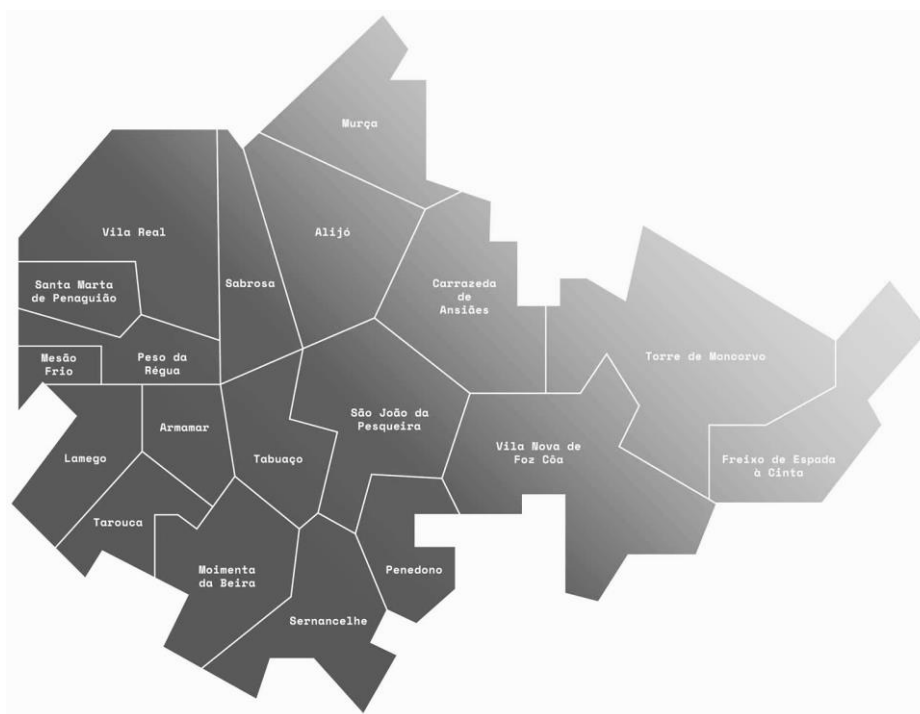 Murça
Vila Real
Alijó
Santa Marta
de Penaguião
Sabrosa
Carrazeda
de
Ansiães
Mesão
Frio
Peso da
Régua
Torre de Moncorvo
Armamar
São João da
Pesqueira
Lamego
Tabuaço
Vila Nova de
Foz Côa
Freixo de Espada
à Cinta
Tarouca
Moimenta
da Beira
Penedono
Sernancelhe